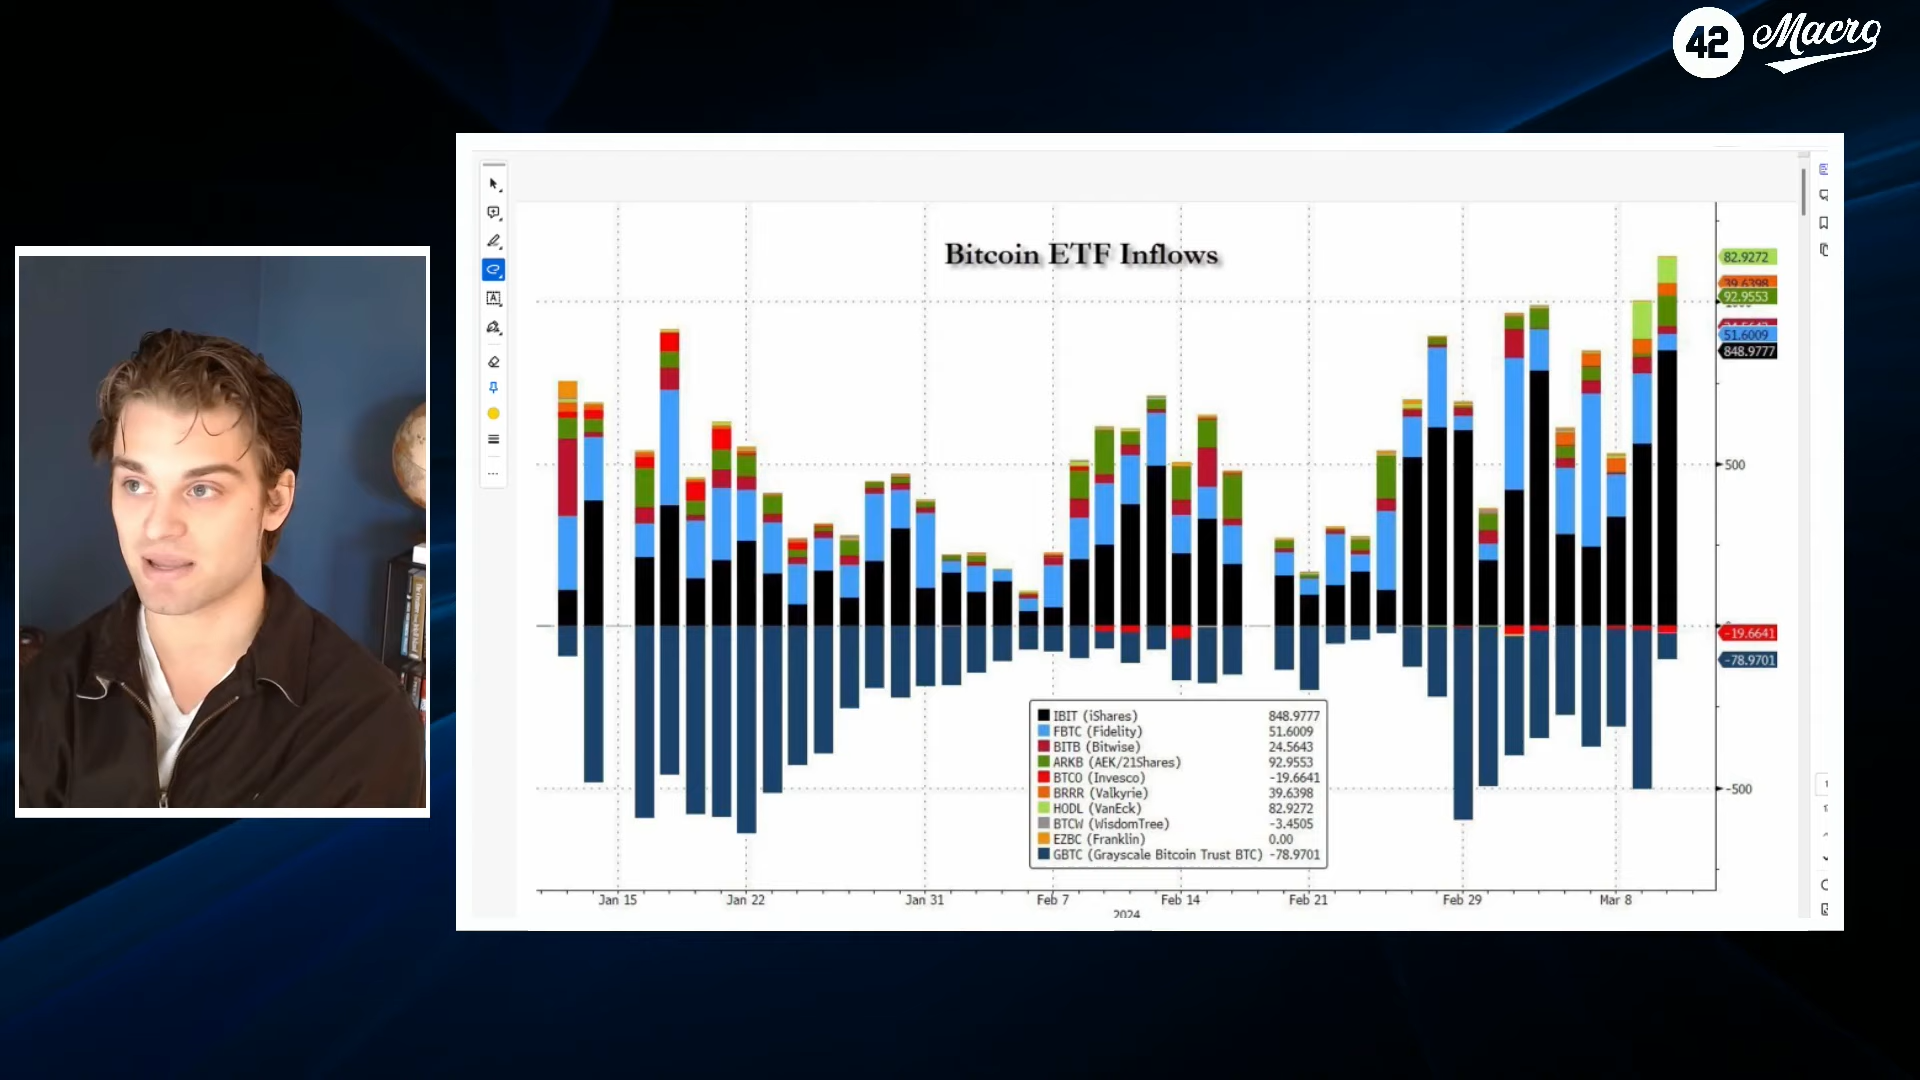 42 Macro
Bitcoin ETF Inflows
82.9272
39.6398
92.9553
51.6009
848.9777
500
-19.6641
-78.9701
-500
IBIT (iShares) 848.9777
FBTC (Fidelity) 51.6009
BITB (Bitwise) 24.5643
ARKB (AEK/21Shares) 92.9553
BTCO (Invesco) -19.6641
BRRR (Valkyrie) 39.6398
HODL (VanEck) 82.9272
BTCW (WisdomTree) -3.4505
EZBC (Franklin) 0.00
GBTC (Grayscale Bitcoin Trust BTC) -78.9701
Jan 15 Jan 22 Jan 31 Feb 7 Feb 14 Feb 21 Feb 29 Mar 8
2024